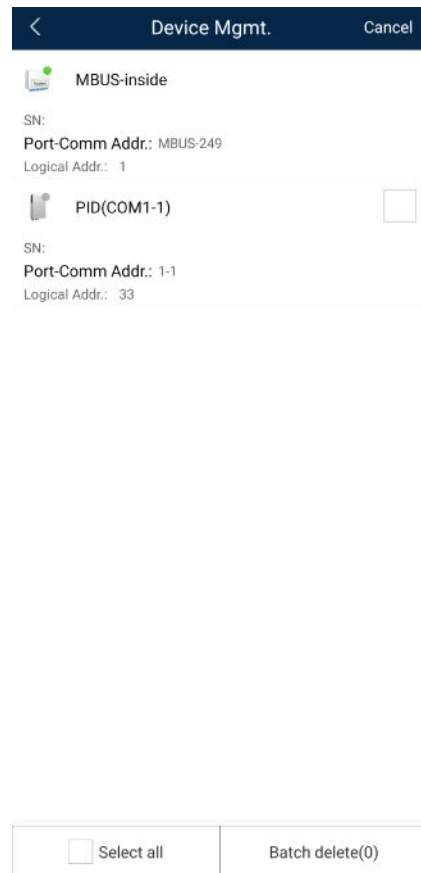 Device Mgmt. Cancel
MBUS-inside
SN:
Port-Comm Addr.: MBUS-249
Logical Addr.: 1
PID(COM1-1)
SN:
Port-Comm Addr.: 1-1
Logical Addr.: 33
Select all Batch delete(0)